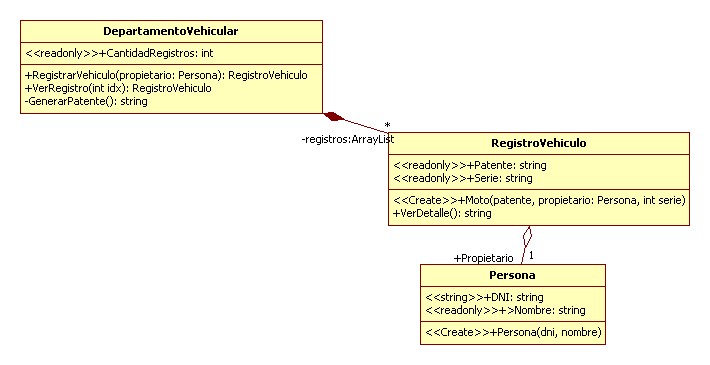 DepartamentoVehicular
<<readonly>>+CantidadRegistros: int
+RegistrarVehiculo(propietario: Persona): RegistroVehiculo
+VerRegistro(int idx): RegistroVehiculo
-GenerarPatente(): string
*
-registros:ArrayList
RegistroVehiculo
<<readonly>>+Patente: string
<<readonly>>+Serie: string
<<Create>>+Moto(patente, propietario: Persona, int serie)
+VerDetalle(): string
+Propietario
1
Persona
<<string>>+DNI: string
<<readonly>>+>Nombre: string
<<Create>>+Persona(dni, nombre)